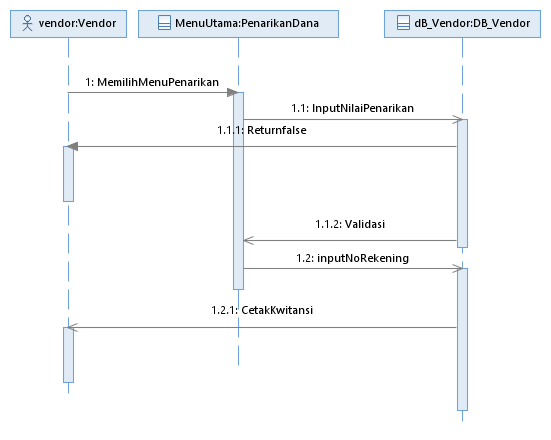 vendor:Vendor
MenuUtama:PenarikanDana
dB_Vendor:DB_Vendor
1: MemilihMenuPenarikan
1.1: InputNilaiPenarikan
1.1.1: Returnfalse
1.1.2: Validasi
1.2: inputNoRekening
1.2.1: CetakKwitansi